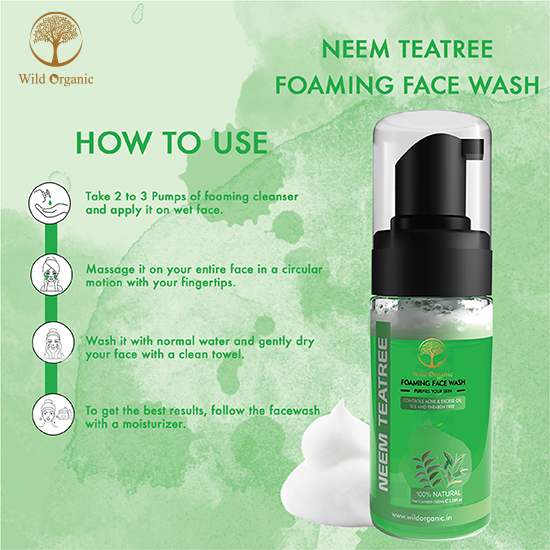 Wild Organic
NEEM TEATREE
FOAMING FACE WASH
HOW TO USE
Take 2 to 3 Pumps of foaming cleanser
and apply it on wet face.
Massage it on your entire face in a circular
motion with your fingertips.
Wash it with normal water and gently dry
your face with a clean towel.
To get the best results, follow the facewash
with a moisturizer.
NEEM TEATREE
Wild Organic
FOAMING FACE WASH
PURIFIES YOUR SKIN
CONTROLS ACNE & EXCESS OIL
SLS AND PARABEN FREE
100% NATURAL
Net Content: 100ml
www.wildorganic.in